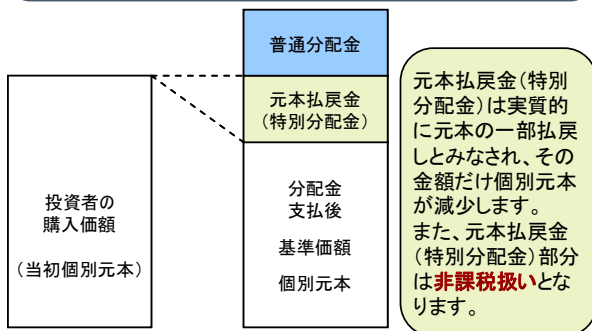 普通分配金
元本払戻金
(特別分配金)
投資者の
購入価額
(当初個別元本)
分配金
支払後
基準価額
個別元本
元本払戻金(特別
分配金)は実質的
に元本の一部払戻
しとみなされ、その
金額だけ個別元本
が減少します。
また、元本払戻金
(特別分配金)部分
は非課税扱いとな
ります。